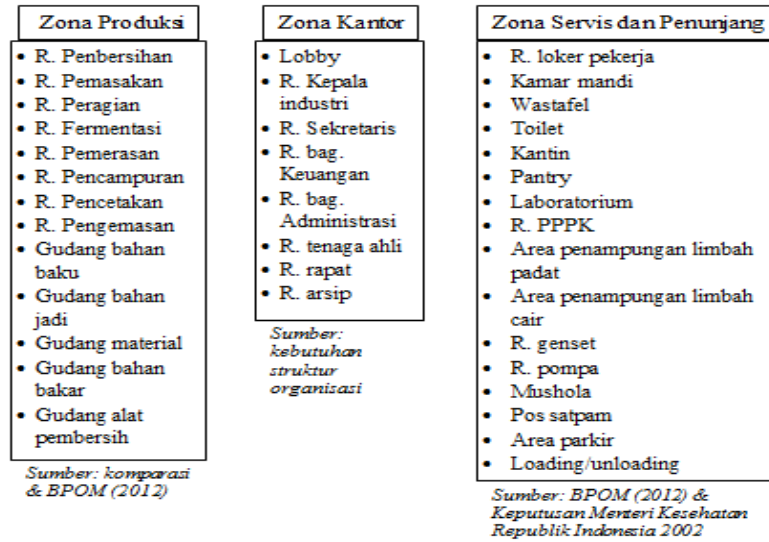 Zona Produksi
• R. Penbersihan
• R. Pemasakan
• R. Peragian
• R. Fermentasi
• R. Pemerasan
• R. Pencampuran
• R. Pencetakan
• R. Pengemasan
• Gudang bahan
baku
• Gudang bahan
jadi
• Gudang material
• Gudang bahan
bakar
• Gudang alat
pembersih
Sumber: komparasi
& BPOM (2012)
Zona Kantor
• Lobby
• R. Kepala
industri
• R. Sekretaris
• R. bag.
Keuangan
• R. bag.
Administrasi
• R. tenaga ahli
• R. rapat
• R. arsip
Sumber:
kebutuhan
struktur
organisasi
Zona Servis dan Penunjang
• R. loker pekerja
• Kamar mandi
• Wastafel
• Toilet
• Kantin
• Pantry
• Laboratorium
• R. PPPK
• Area penampungan limbah
padat
• Area penampungan limbah
cair
• R. genset
• R. pompa
• Mushola
• Pos satpam
• Area parkir
• Loading/unloading
Sumber: BPOM (2012) &
Keputusan Menteri Kesehatan
Republik Indonesia 2002